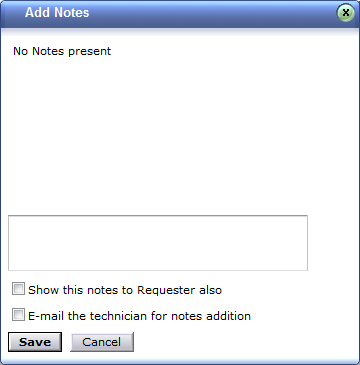 Add Notes
No Notes present
Show this notes to Requester also
E-mail the technician for notes addition
Save Cancel